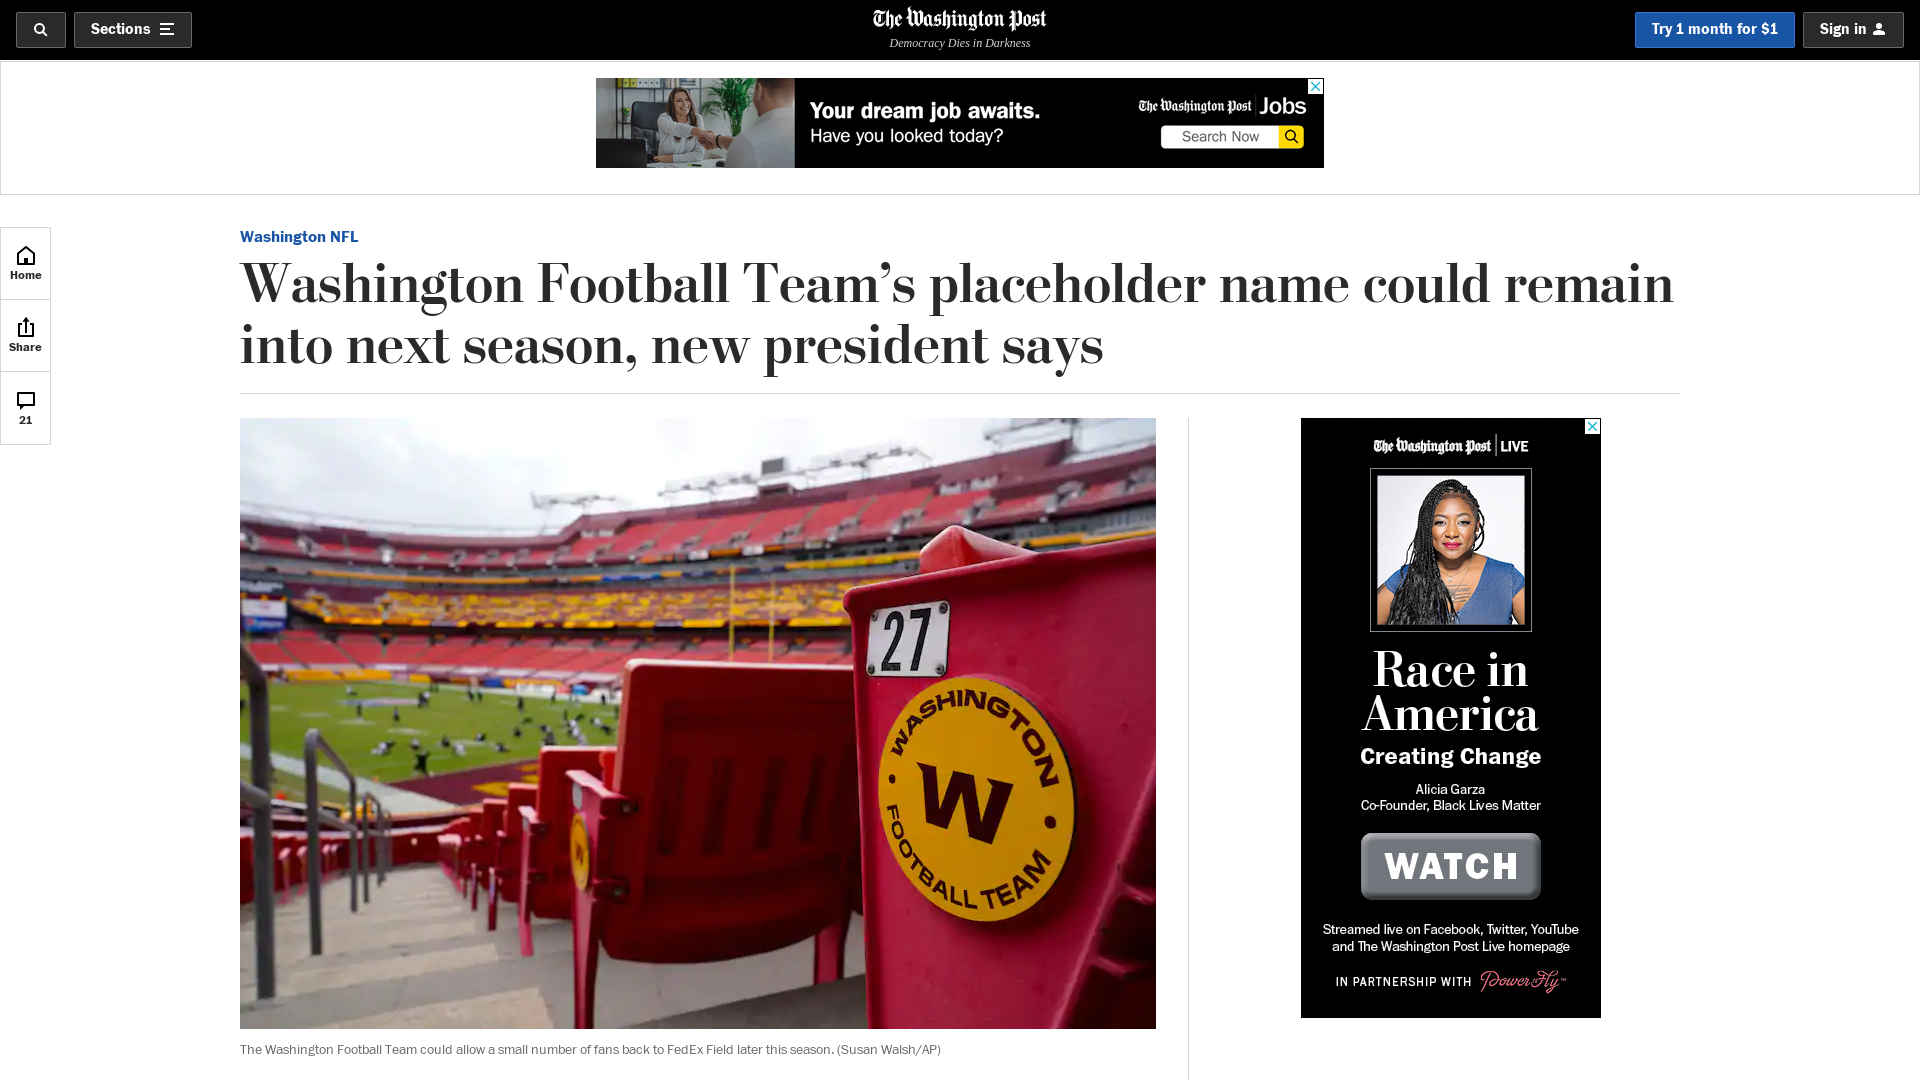 Sections
The Washington Post
Democracy Dies in Darkness
Try 1 month for $1
Sign in
Your dream job awaits.
Have you looked today?
The Washington Post Jobs
Search Now
Home
Share
21
Washington NFL
Washington Football Team’s placeholder name could remain
into next season, new president says
27
WASHINGTON
W
FOOTBALL TEAM
The Washington Football Team could allow a small number of fans back to FedEx Field later this season. (Susan Walsh/AP)
The Washington Post LIVE
Race in
America
Creating Change
Alicia Garza
Co-Founder, Black Lives Matter
WATCH
Streamed live on Facebook, Twitter, YouTube
and The Washington Post Live homepage
IN PARTNERSHIP WITH PowerToFly